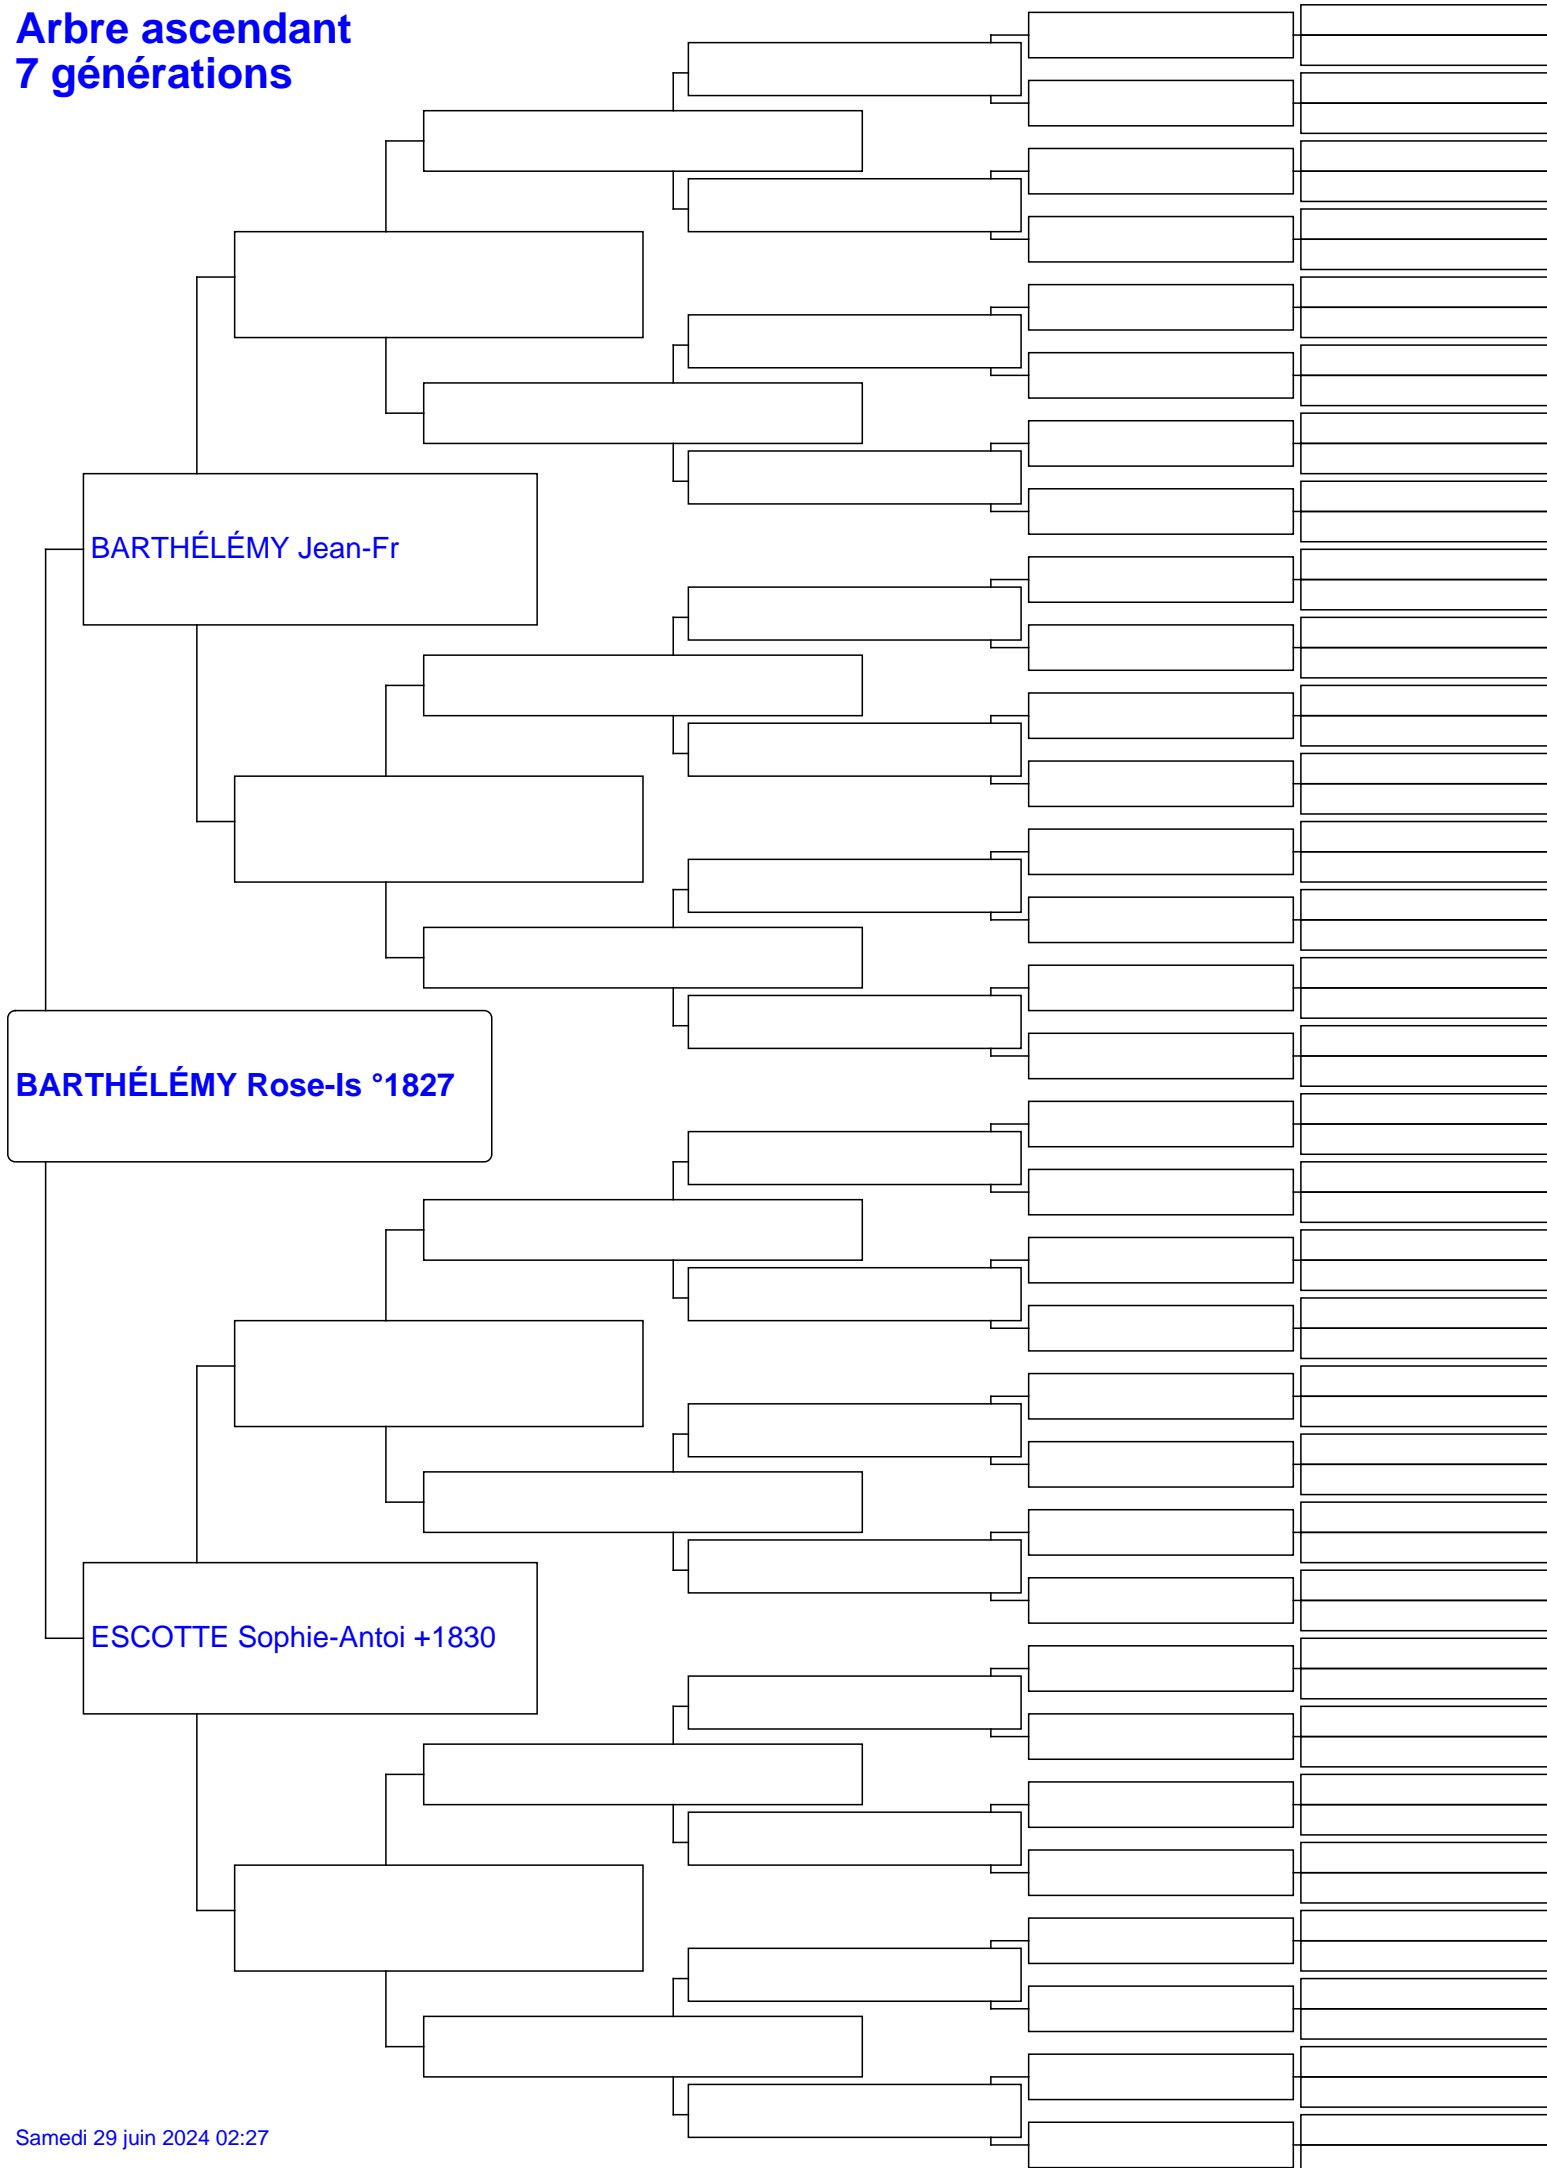 Arbre ascendant
7 générations
BARTHÉLÉMY Jean-Fr
BARTHÉLÉMY Rose-Is °1827
ESCOTTE Sophie-Antoi +1830
Samedi 29 juin 2024 02:27